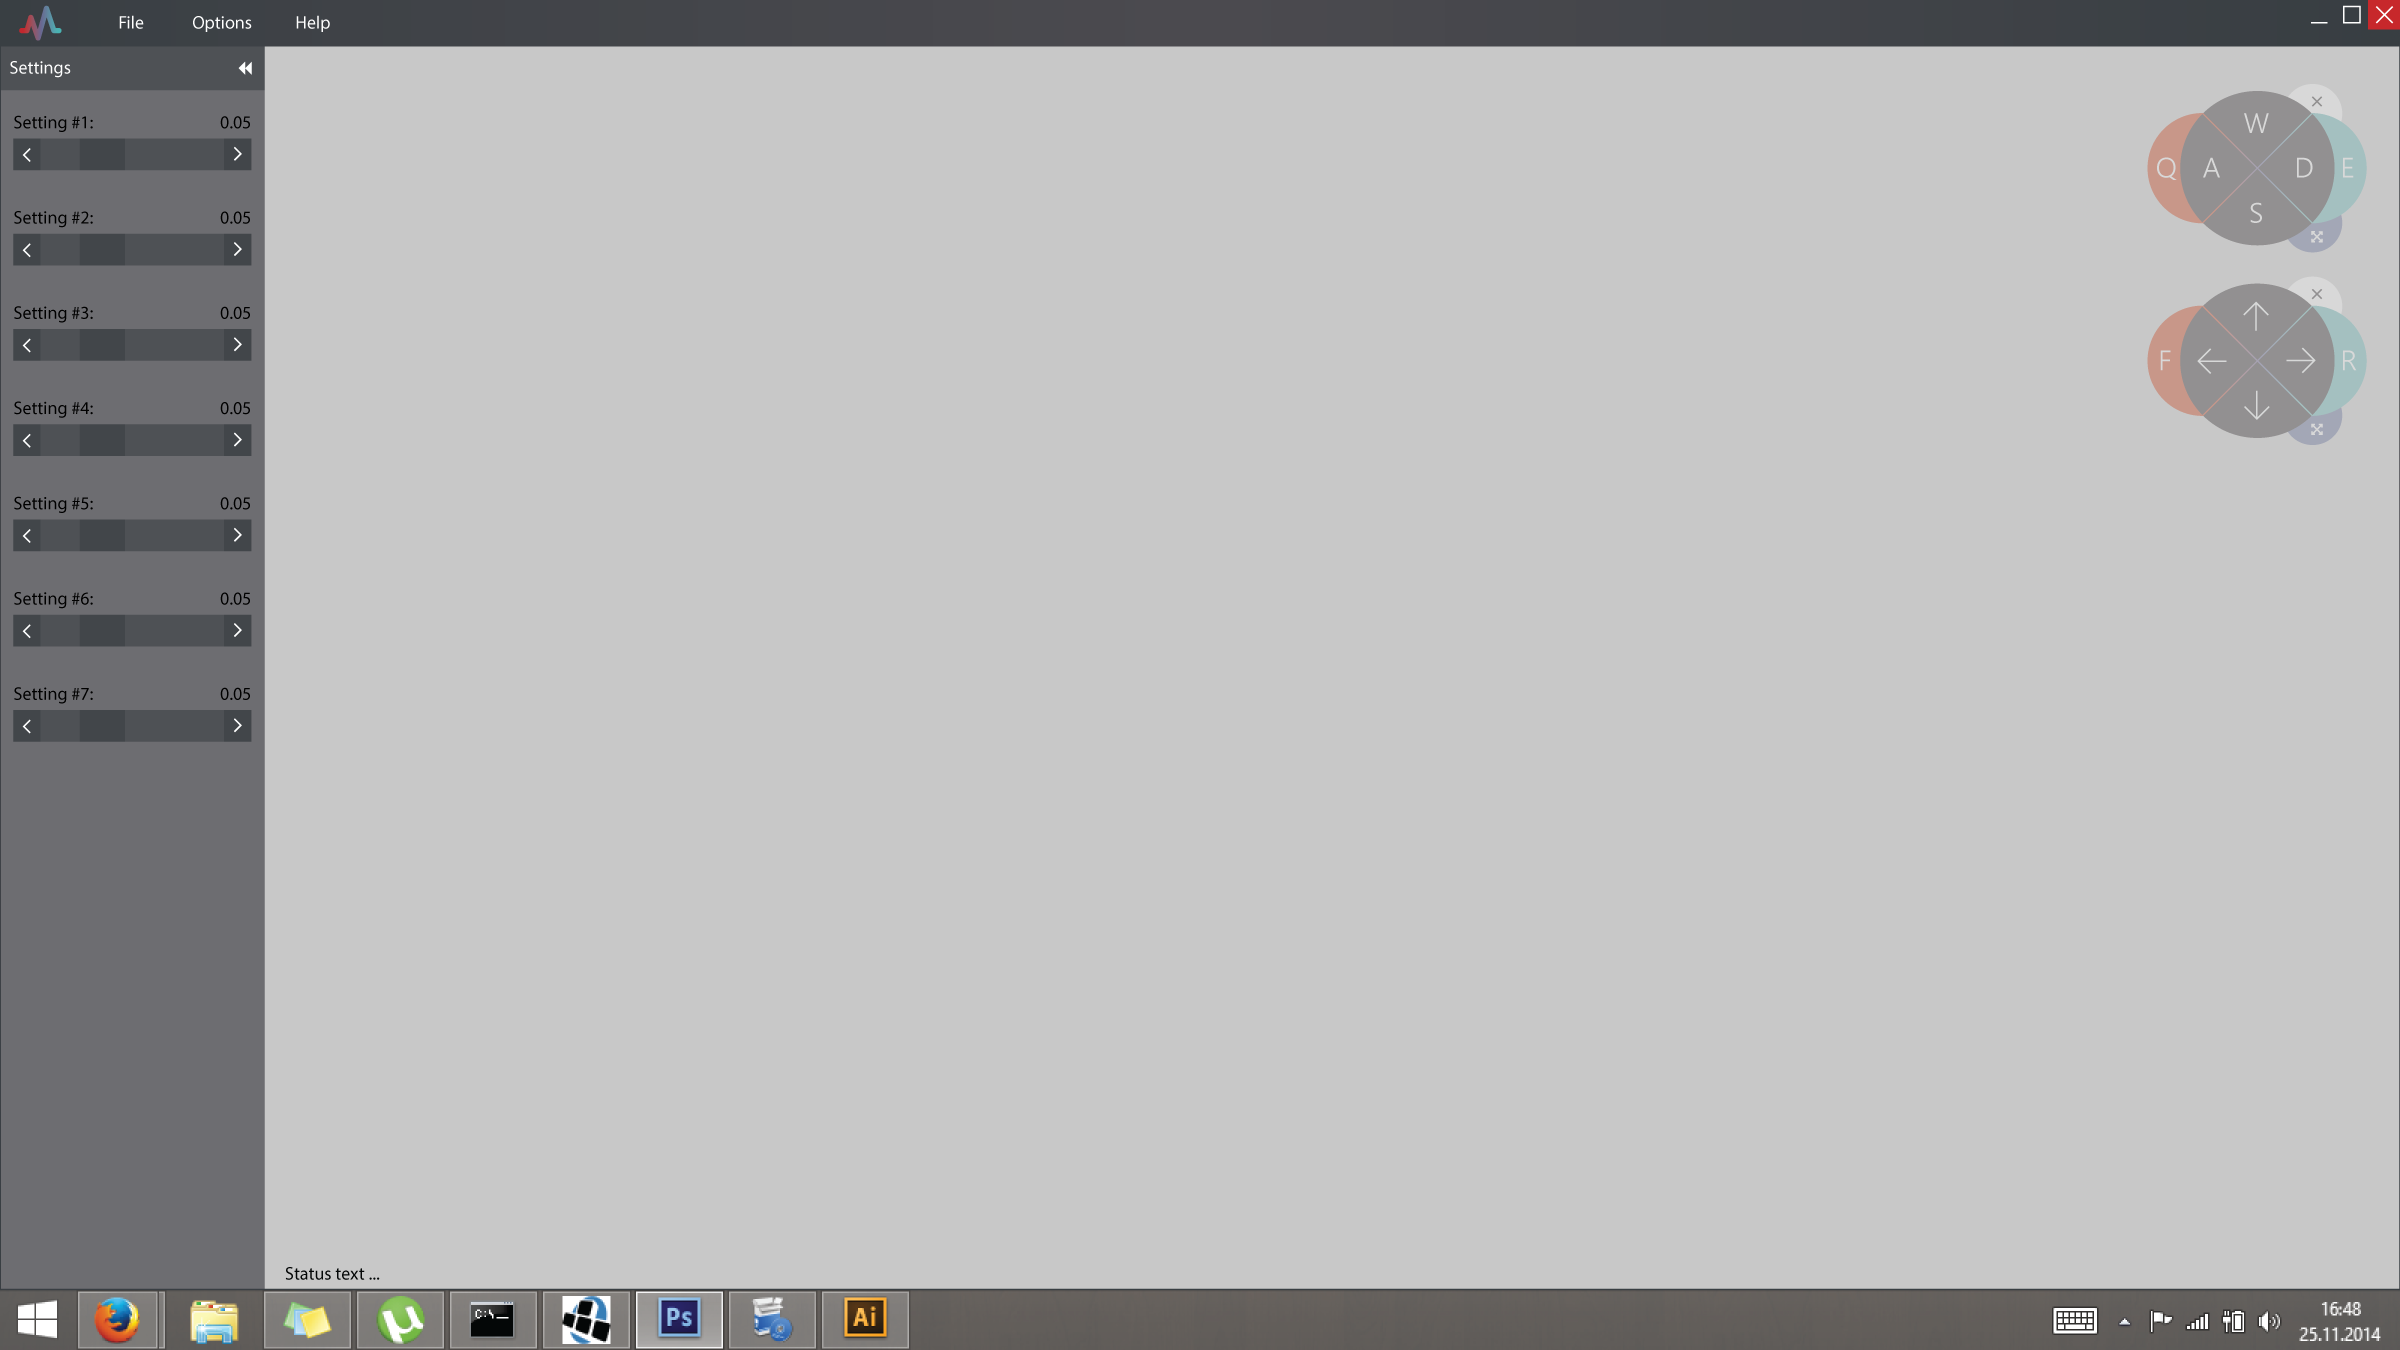 File Options Help
Settings
Setting #1: 0.05
Setting #2: 0.05
Setting #3: 0.05
Setting #4: 0.05
Setting #5: 0.05
Setting #6: 0.05
Setting #7: 0.05
W
Q A D E
S
F R
Status text ...
C:\_
µ
Ps
Ai
16:48
25.11.2014